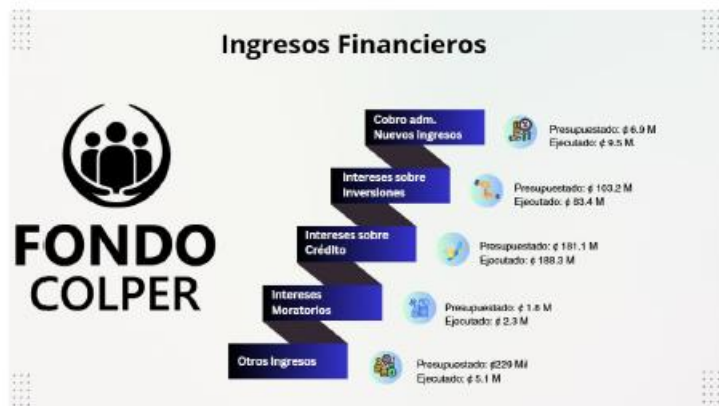 Ingresos Financieros
FONDO
COLPER
Cobro adm.
Nuevos Ingresos
Presupuestado: ¢ 6.9 M
Ejecutado: ¢ 9.5 M.
Intereses sobre
Inversiones
Presupuestado: ¢ 103.2 M
Ejecutado: ¢ 83.4 M
Intereses sobre
Crédito
Presupuestado: ¢ 181.1 M
Ejecutado: ¢ 188.3 M
Intereses
Moratorios
Presupuestado: ¢ 1.8 M
Ejecutado: ¢ 2.3 M
Otros Ingresos
Presupuestado: ¢229 Mil
Ejecutado: ¢ 5.1 M